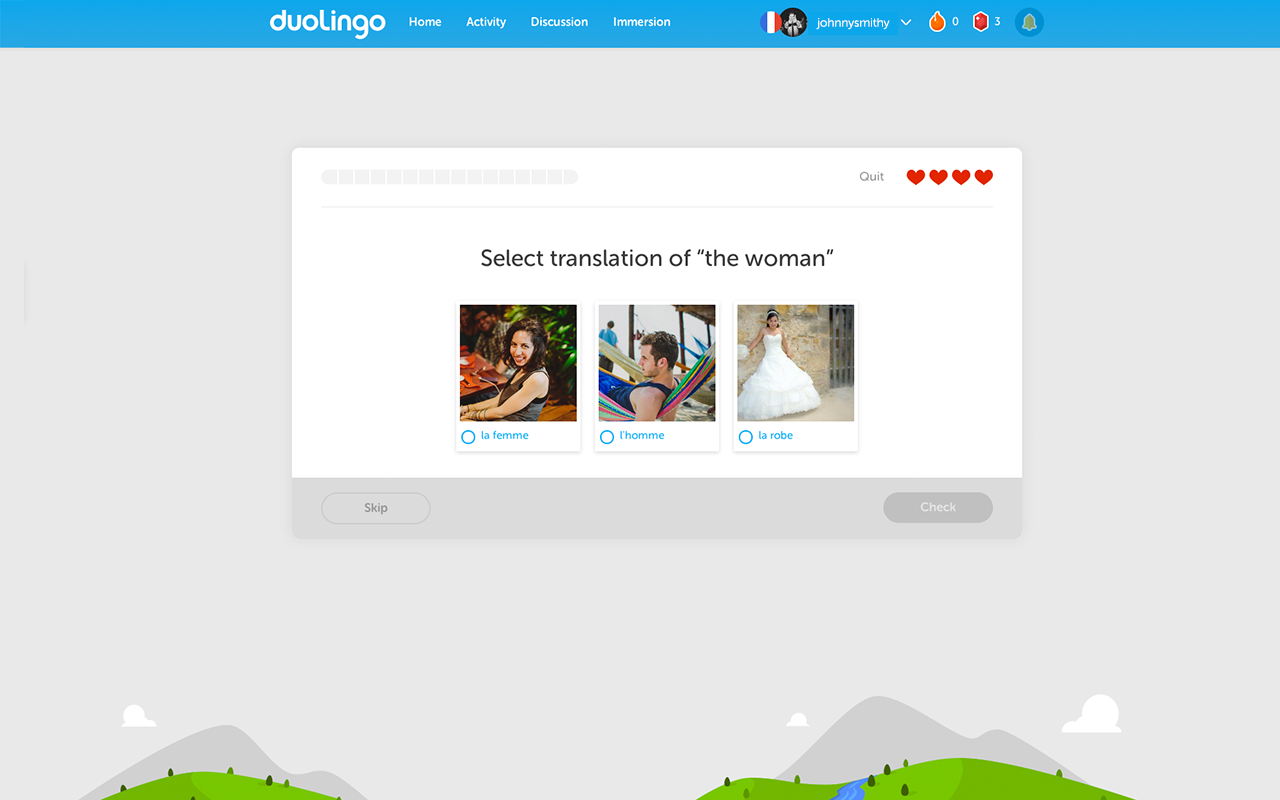 duolingo Home Activity Discussion Immersion johnnysmithy 0 3
Quit
Select translation of “the woman”
la femme l'homme la robe
Skip Check